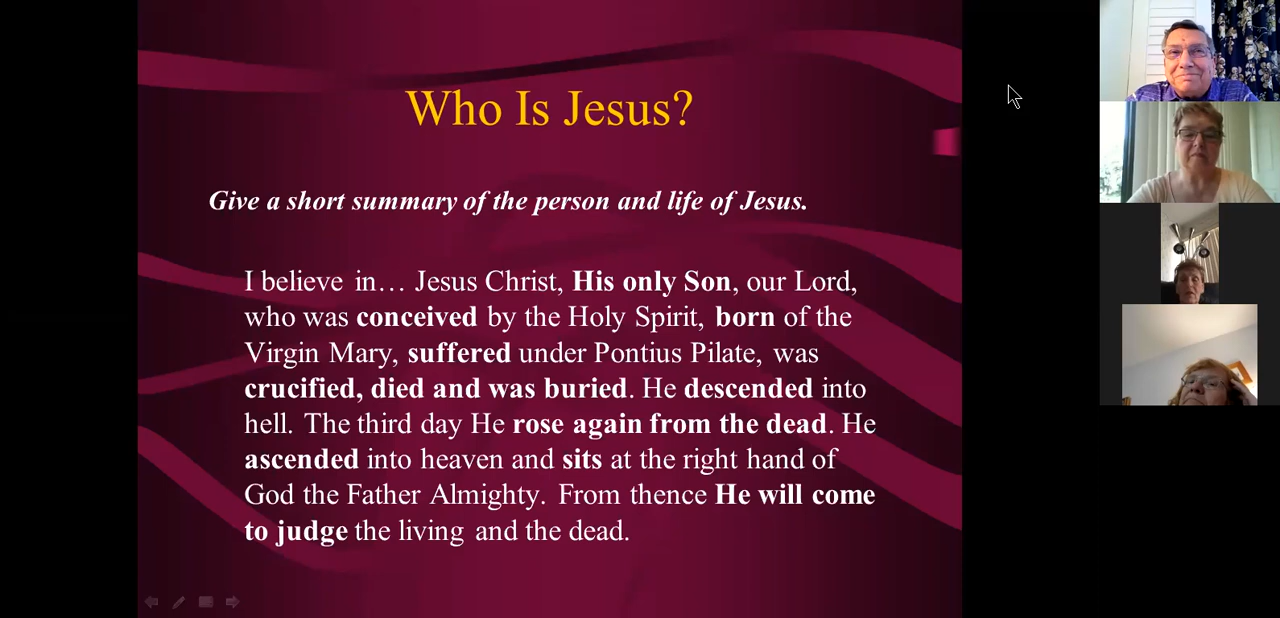 Who Is Jesus?
Give a short summary of the person and life of Jesus.
I believe in… Jesus Christ, His only Son, our Lord,
who was conceived by the Holy Spirit, born of the
Virgin Mary, suffered under Pontius Pilate, was
crucified, died and was buried. He descended into
hell. The third day He rose again from the dead. He
ascended into heaven and sits at the right hand of
God the Father Almighty. From thence He will come
to judge the living and the dead.